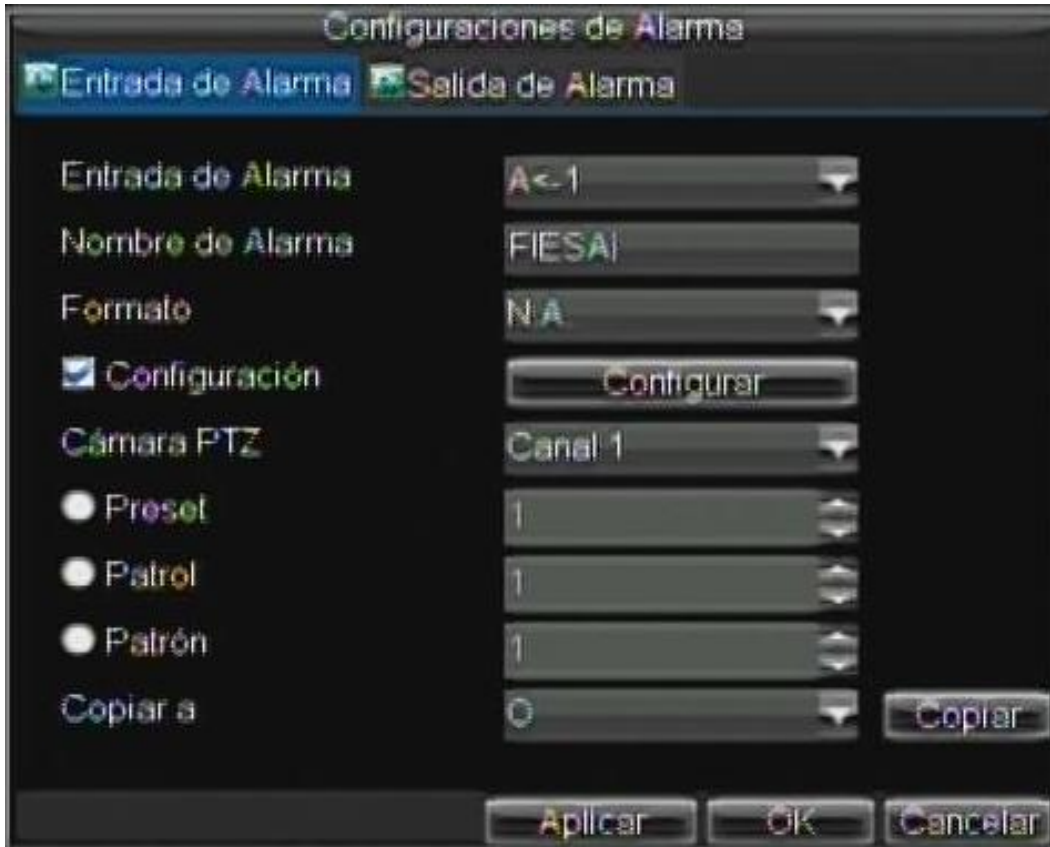 Configuraciones de Alarma
Entrada de Alarma Salida de Alarma
Entrada de Alarma A<-1
Nombre de Alarma FIESA
Formato N.A
Configuración Configurar
Cámara PTZ Canal 1
Preset 1
Patrol 1
Patrón 1
Copiar a O Copiar
Aplicar OK Cancelar